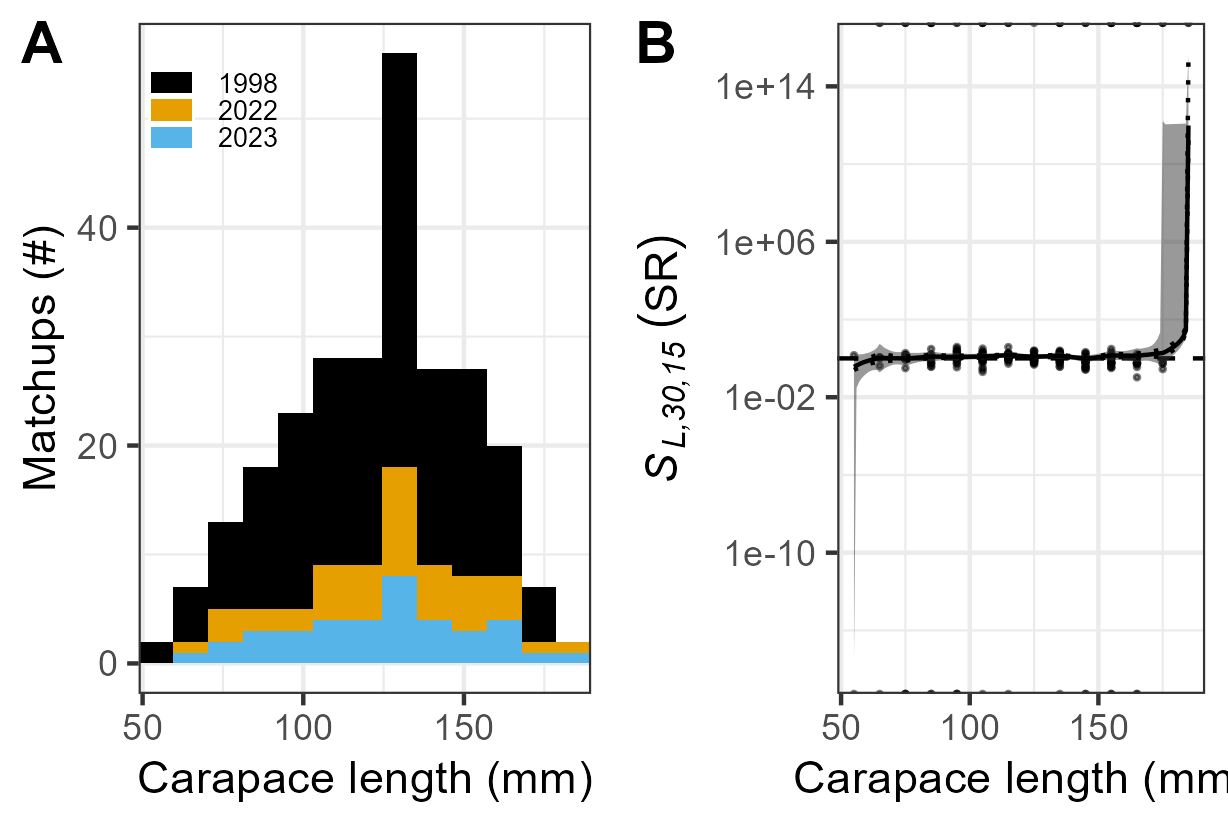 A
1998
2022
2023
40
20
0
Matchups (#)
50 100 150
Carapace length (mm)
B
1e+14
1e+06
1e-02
1e-10
S_L,30,15 (SR)
50 100 150
Carapace length (mm